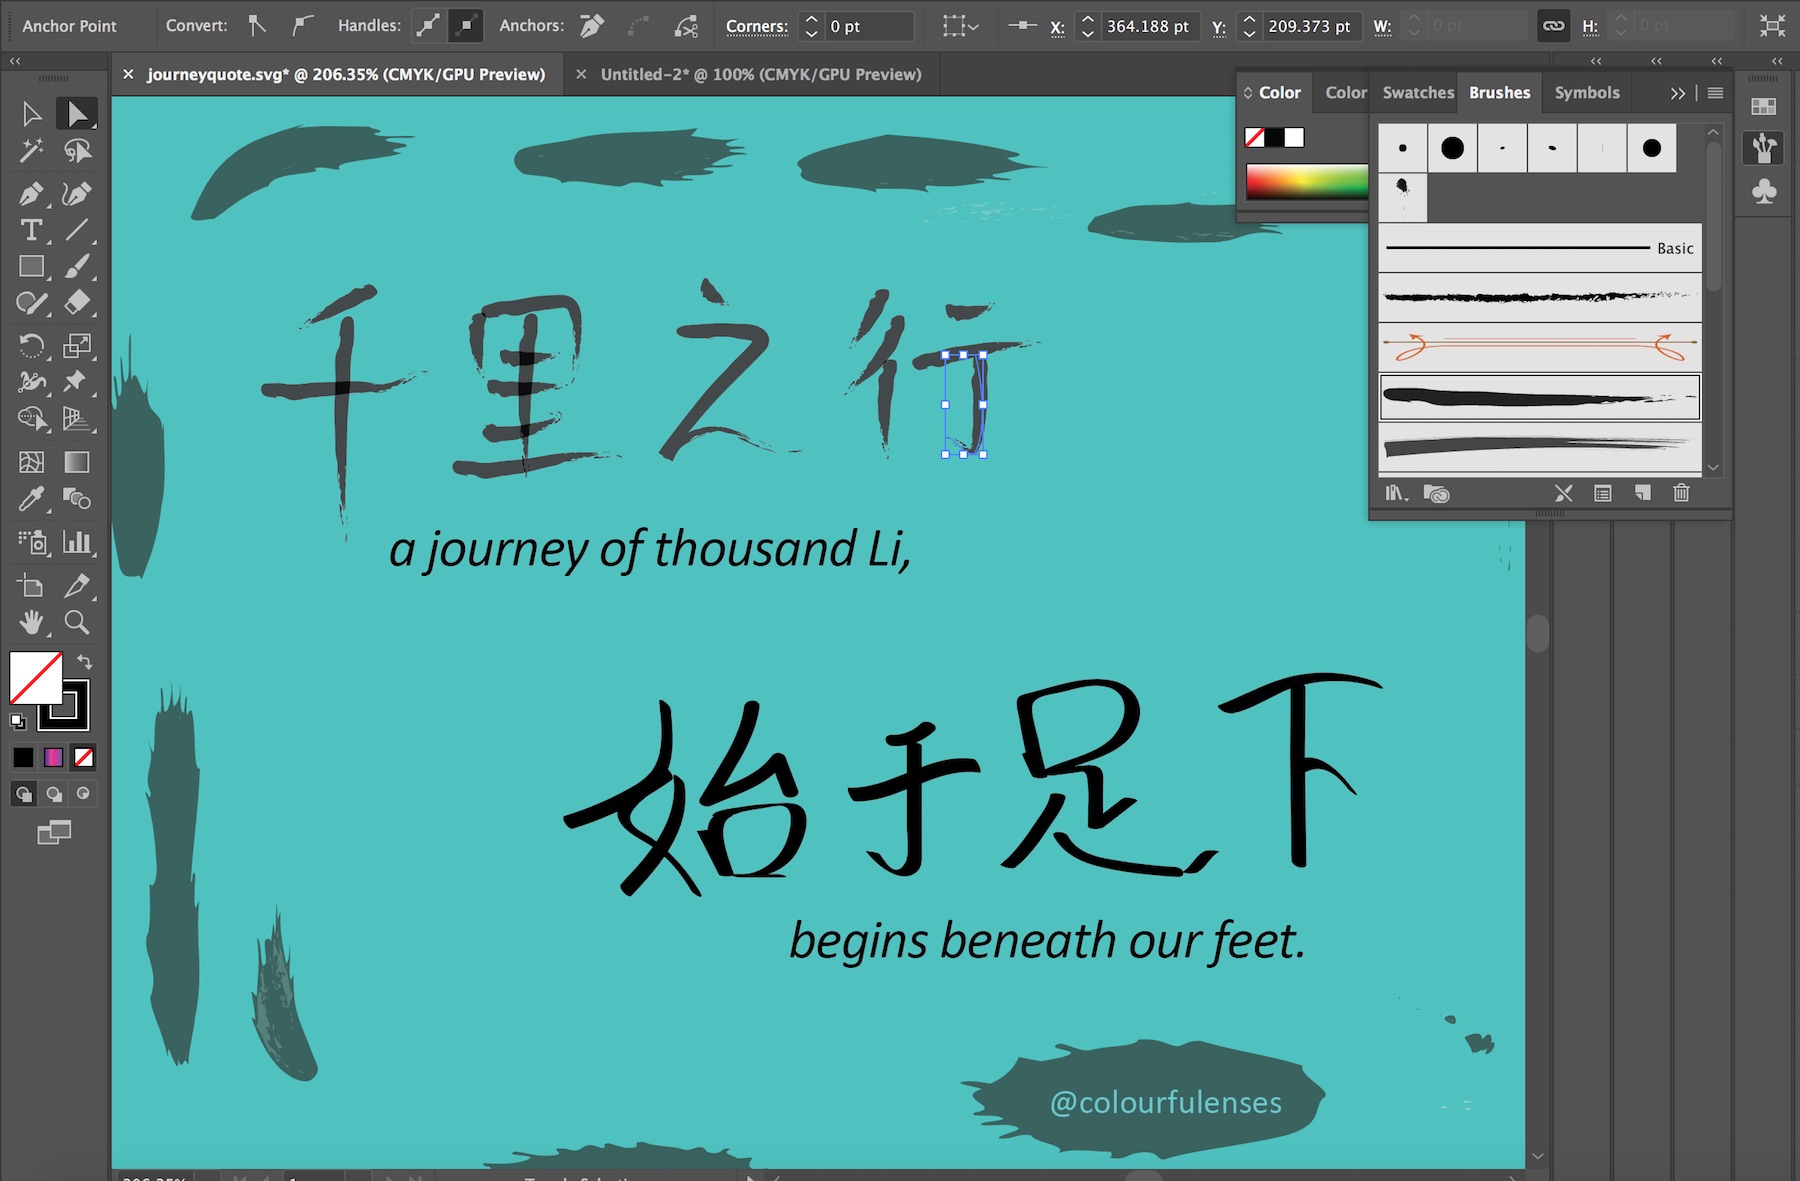 Anchor Point Convert: Handles: Anchors: Corners: 0 pt X: 364.188 pt Y: 209.373 pt W: 0 pt H: 0 pt
journeyquote.svg* @ 206.35% (CMYK/GPU Preview) Untitled-2* @ 100% (CMYK/GPU Preview)
Color Color Swatches Brushes Symbols
Basic
千里之行
a journey of thousand Li,
始于足下
begins beneath our feet.
@colourfulenses